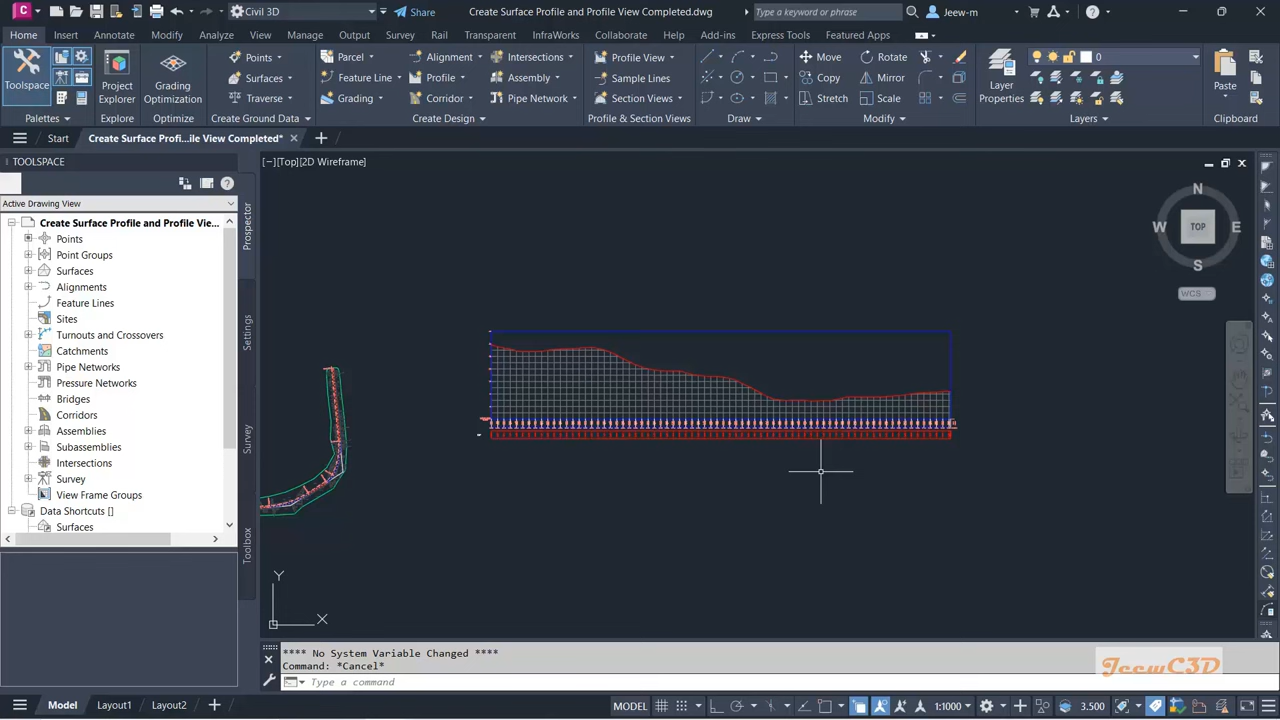 Civil 3D
Share
Create Surface Profile and Profile View Completed.dwg
Type a keyword or phrase
Jeew-m
Home Insert Annotate Modify Analyze View Manage Output Survey Rail Transparent InfraWorks Collaborate Help Add-ins Express Tools Featured Apps
Toolspace
Palettes
Project
Explorer
Explore
Grading
Optimization
Optimize
Points
Surfaces
Traverse
Create Ground Data
Parcel
Feature Line
Grading
Alignment
Profile
Corridor
Intersections
Assembly
Pipe Network
Create Design
Profile View
Sample Lines
Section Views
Profile & Section Views
Draw
Move
Copy
Stretch
Rotate
Mirror
Scale
Modify
Layer
Properties
0
Layers
Paste
Clipboard
Start
Create Surface Profi...ile View Completed*
TOOLSPACE
Active Drawing View
Create Surface Profile and Profile Vie...
Points
Point Groups
Surfaces
Alignments
Feature Lines
Sites
Turnouts and Crossovers
Catchments
Pipe Networks
Pressure Networks
Bridges
Corridors
Assemblies
Subassemblies
Intersections
Survey
View Frame Groups
Data Shortcuts []
Surfaces
Prospector
Settings
Survey
Toolbox
[−][Top][2D Wireframe]
N
W TOP E
S
WCS
Y
X
**** No System Variable Changed ****
Command: *Cancel*
Type a command
JeewC3D
Model Layout1 Layout2
MODEL
1:1000
3.500